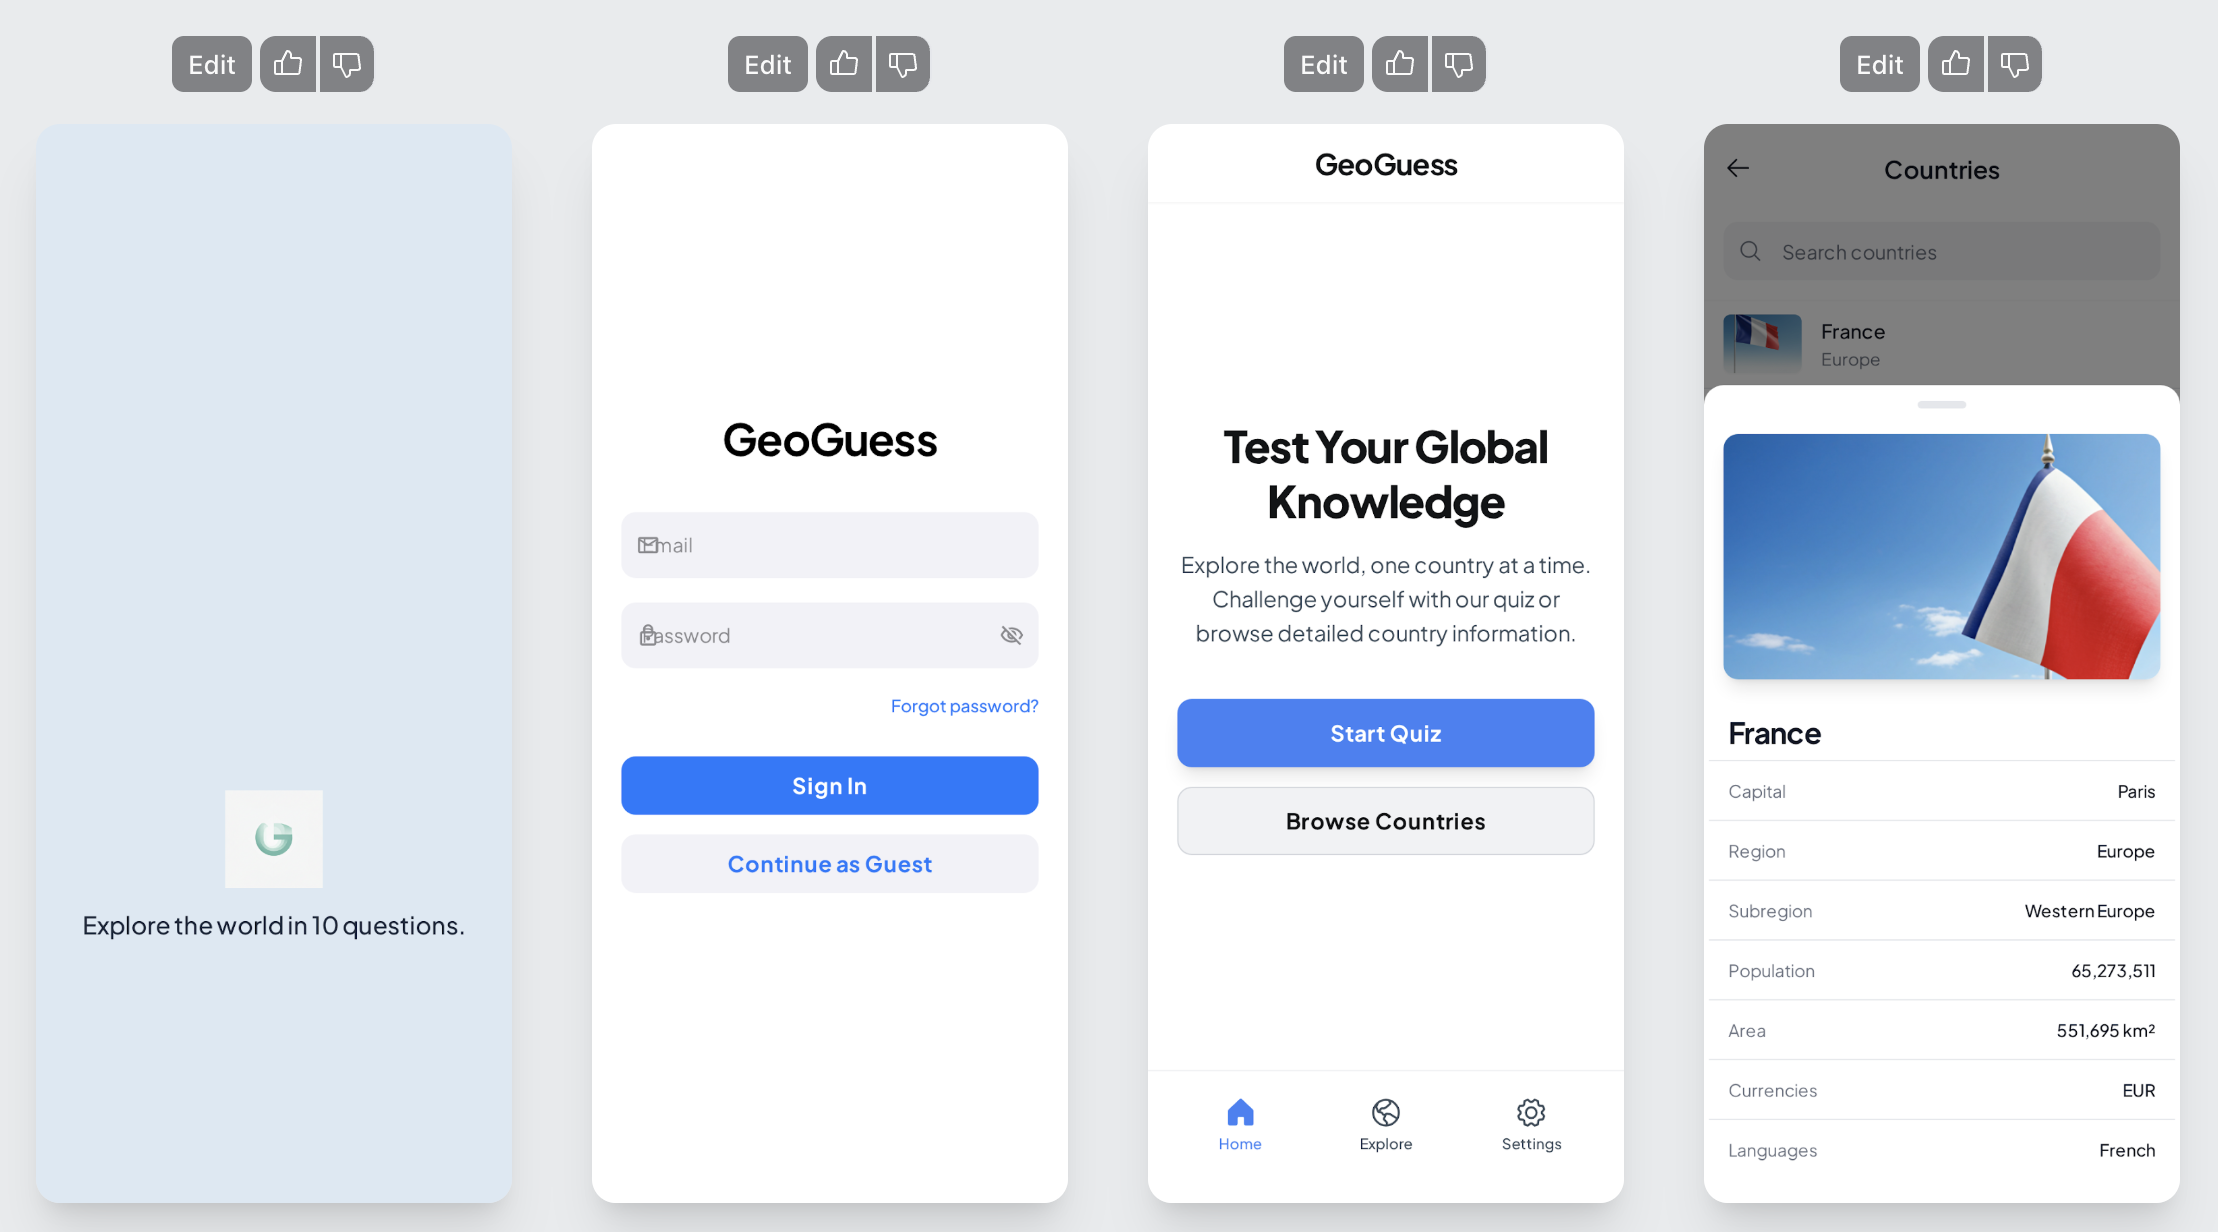 Edit
Edit
Edit
Edit
G
Explore the world in 10 questions.
GeoGuess
Email
Password
Forgot password?
Sign In
Continue as Guest
GeoGuess
Test Your Global
Knowledge
Explore the world, one country at a time.
Challenge yourself with our quiz or
browse detailed country information.
Start Quiz
Browse Countries
Home
Explore
Settings
Countries
Search countries
France
Europe
France
Capital Paris
Region Europe
Subregion Western Europe
Population 65,273,511
Area 551,695 km²
Currencies EUR
Languages French